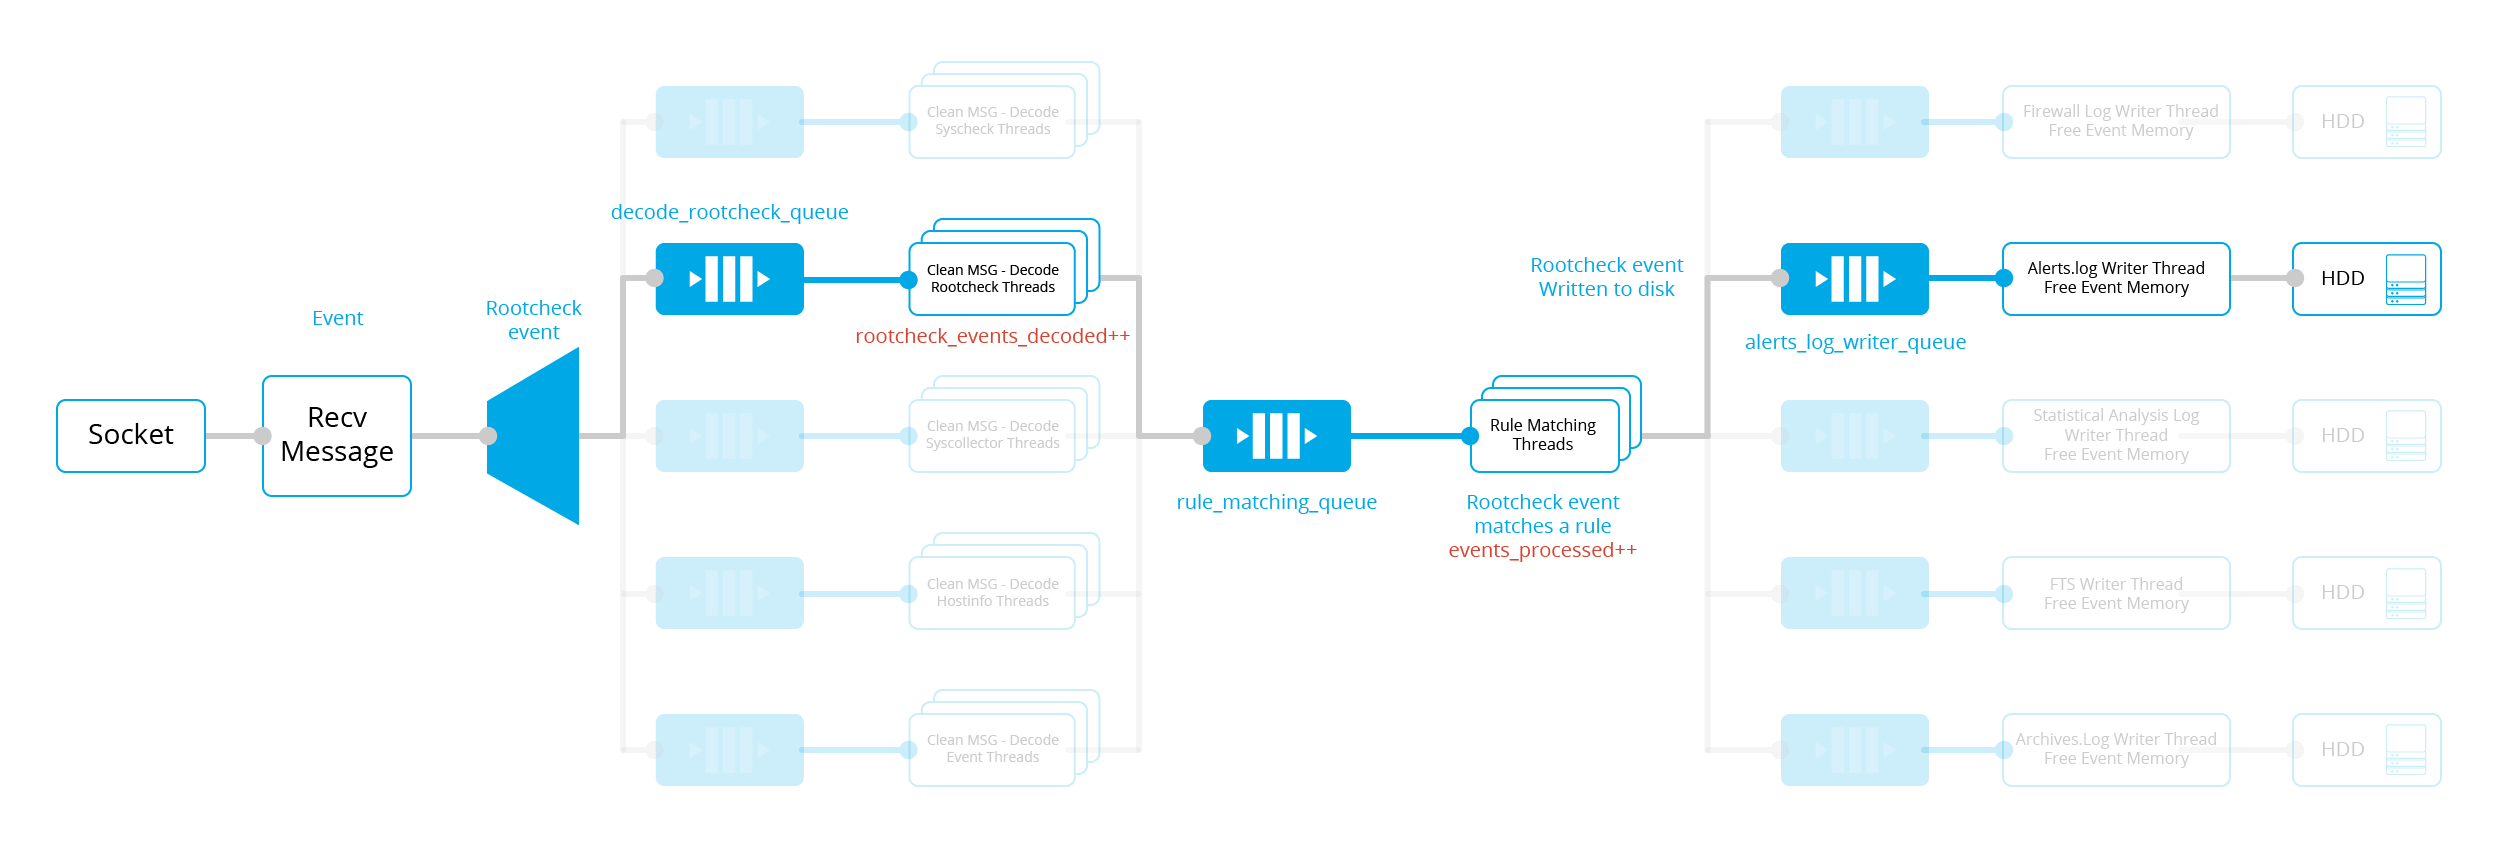 Socket
Event
Recv
Message
Rootcheck
event
Clean MSG - Decode
Syscheck Threads
decode_rootcheck_queue
Clean MSG - Decode
Rootcheck Threads
rootcheck_events_decoded++
Clean MSG - Decode
Syscollector Threads
Clean MSG - Decode
Hostinfo Threads
Clean MSG - Decode
Event Threads
rule_matching_queue
Rule Matching
Threads
Rootcheck event
matches a rule
events_processed++
Rootcheck event
Written to disk
Firewall Log Writer Thread
Free Event Memory
HDD
alerts_log_writer_queue
Alerts.log Writer Thread
Free Event Memory
HDD
Statistical Analysis Log
Writer Thread
Free Event Memory
HDD
FTS Writer Thread
Free Event Memory
HDD
Archives.Log Writer Thread
Free Event Memory
HDD